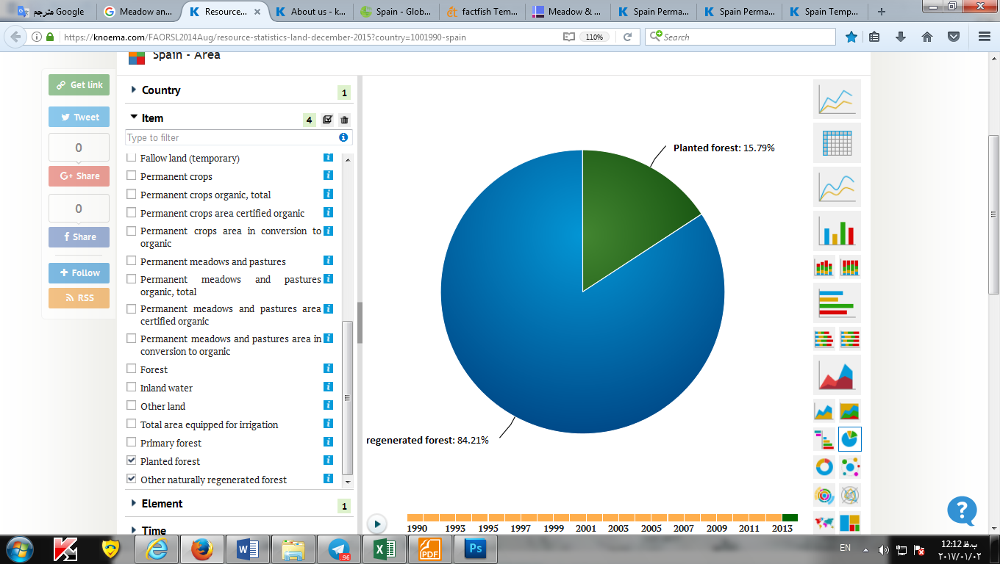 مترجم Google
Meadow an...
Resource...
About us - k...
Spain - Glob...
factfish Tem...
Meadow & ...
Spain Perma...
Spain Perma...
Spain Temp...
https://knoema.com/FAORSL2014Aug/resource-statistics-land-december-2015?country=1001990-spain
110%
Search
Spain - Area
Get link
Tweet
0
G+ Share
0
f Share
Follow
RSS
Country 1
Item 4
Type to filter
Fallow land (temporary)
Permanent crops
Permanent crops organic, total
Permanent crops area certified organic
Permanent crops area in conversion to
organic
Permanent meadows and pastures
Permanent meadows and pastures
organic, total
Permanent meadows and pastures area
certified organic
Permanent meadows and pastures area in
conversion to organic
Forest
Inland water
Other land
Total area equipped for irrigation
Primary forest
Planted forest
Other naturally regenerated forest
Element 1
Time
Planted forest: 15.79%
regenerated forest: 84.21%
1990 1993 1995 1997 1999 2001 2003 2005 2007 2009 2011 2013
?
.96
PDF
Ps
EN
12:12 ب.ظ
٢٠١٧/٠١/٠٢